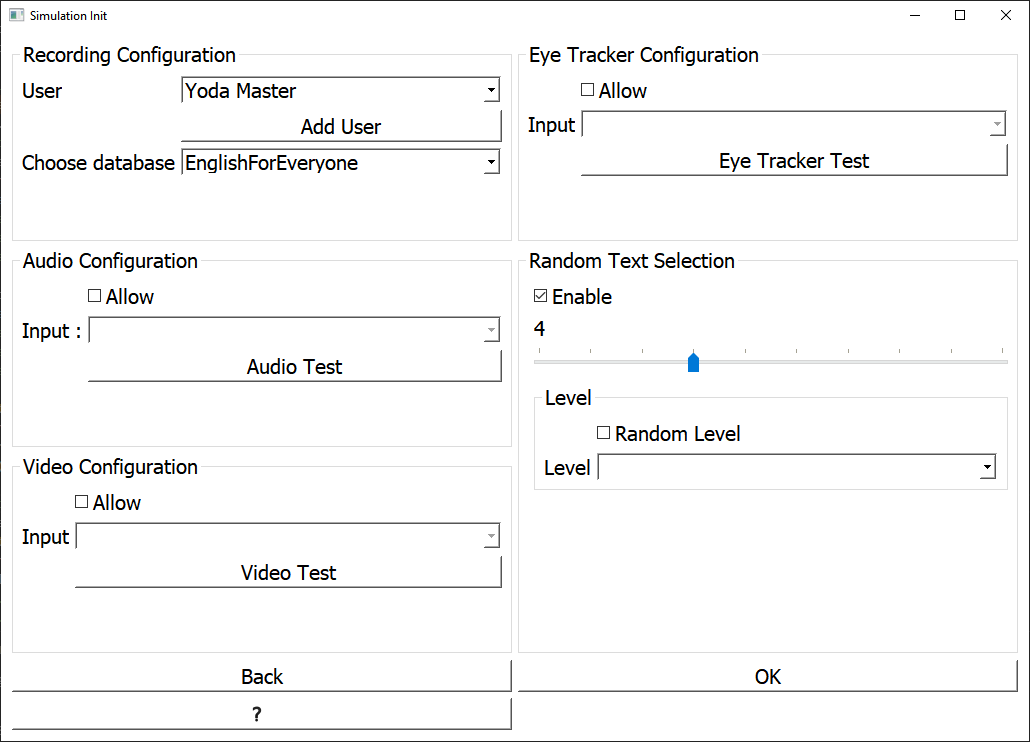 Simulation Init
Recording Configuration
User Yoda Master
Add User
Choose database EnglishForEveryone
Eye Tracker Configuration
Allow
Input
Eye Tracker Test
Audio Configuration
Allow
Input :
Audio Test
Random Text Selection
Enable
4
Level
Random Level
Level
Video Configuration
Allow
Input
Video Test
Back
OK
?